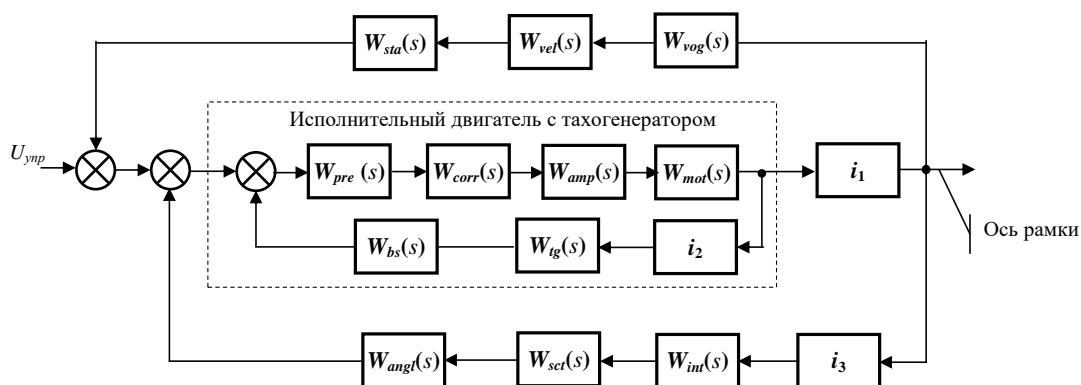 W_sta(s) W_vel(s) W_vog(s)
Исполнительный двигатель с тахогенератором
U_упр
W_pre (s) W_corr(s) W_amp(s) W_mot(s) i_1
Ось рамки
W_bs(s) W_tg(s) i_2
W_angl(s) W_sct(s) W_int(s) i_3